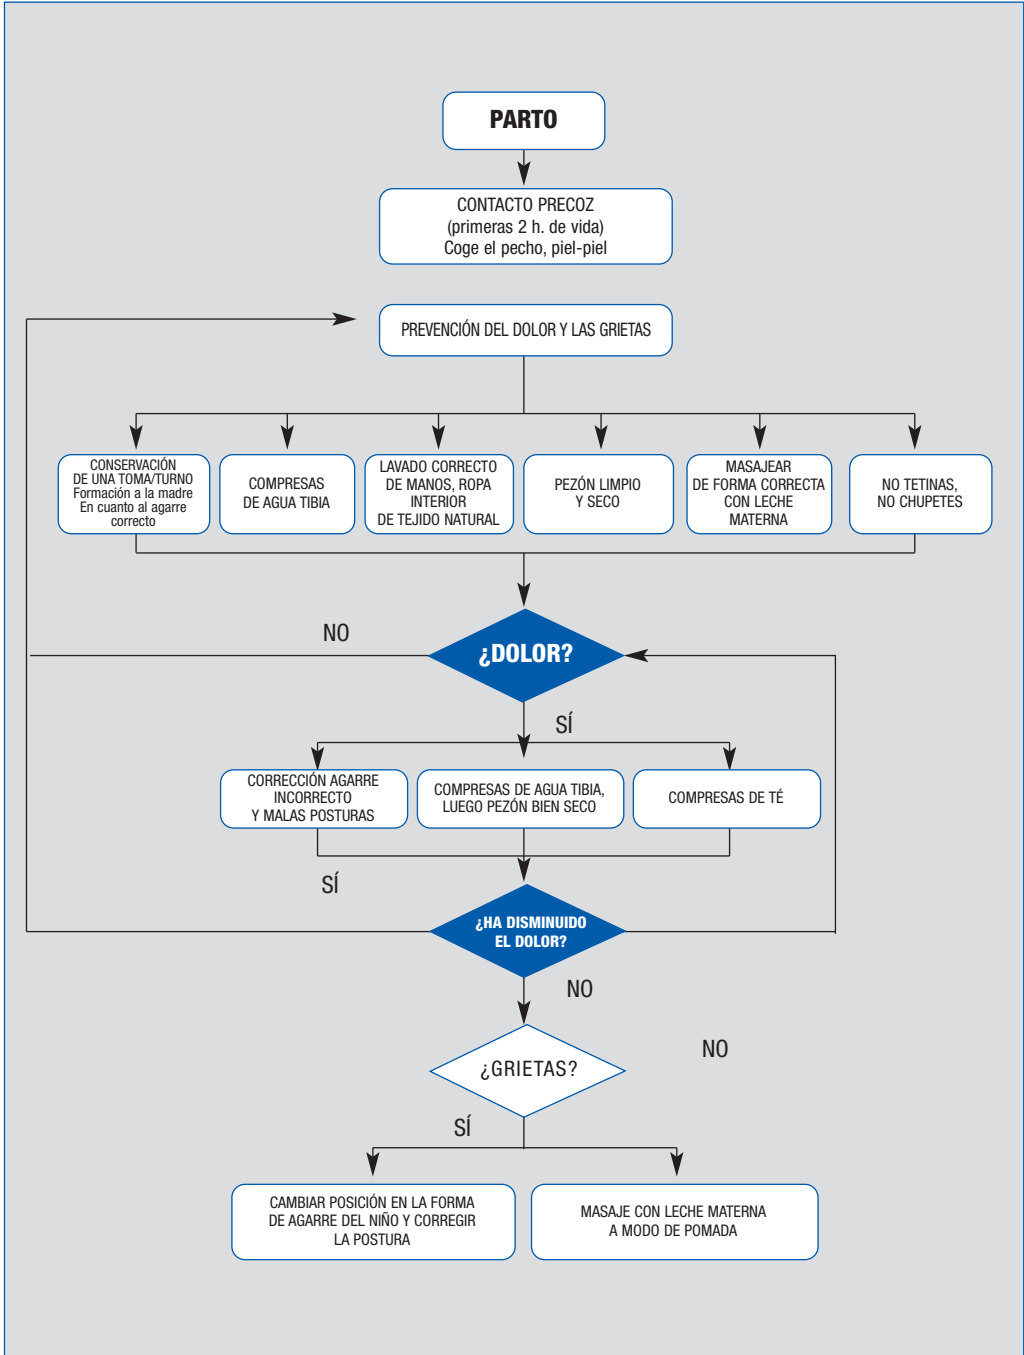 PARTO
CONTACTO PRECOZ
(primeras 2 h. de vida)
Coge el pecho, piel-piel
PREVENCIÓN DEL DOLOR Y LAS GRIETAS
CONSERVACIÓN
DE UNA TOMA/TURNO
Formación a la madre
En cuanto al agarre
correcto
COMPRESAS
DE AGUA TIBIA
LAVADO CORRECTO
DE MANOS, ROPA
INTERIOR
DE TEJIDO NATURAL
PEZÓN LIMPIO
Y SECO
MASAJEAR
DE FORMA CORRECTA
CON LECHE
MATERNA
NO TETINAS,
NO CHUPETES
NO
¿DOLOR?
SÍ
CORRECCIÓN AGARRE
INCORRECTO
Y MALAS POSTURAS
COMPRESAS DE AGUA TIBIA,
LUEGO PEZÓN BIEN SECO
COMPRESAS DE TÉ
SÍ
¿HA DISMINUIDO
EL DOLOR?
NO
NO
¿GRIETAS?
SÍ
CAMBIAR POSICIÓN EN LA FORMA
DE AGARRE DEL NIÑO Y CORREGIR
LA POSTURA
MASAJE CON LECHE MATERNA
A MODO DE POMADA